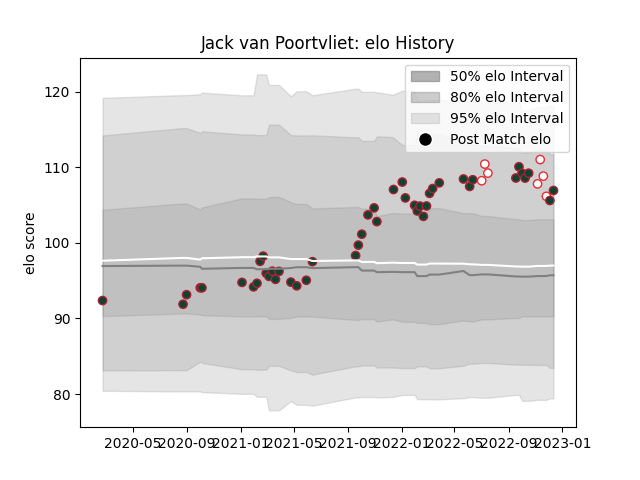 Jack van Poortvliet: elo History
50% elo Interval
80% elo Interval
95% elo Interval
Post Match elo
elo score
120
110
100
90
80
2020-05 2020-09 2021-01 2021-05 2021-09 2022-01 2022-05 2022-09 2023-01